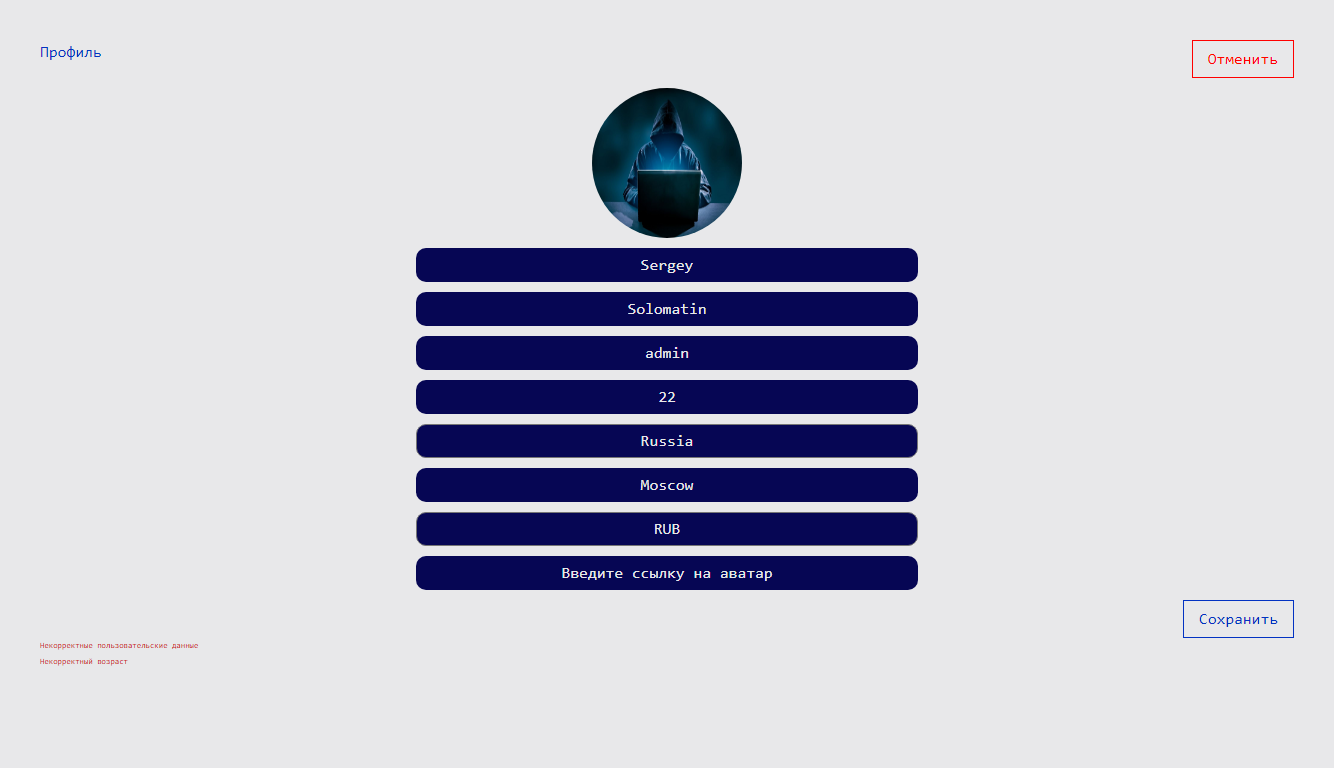 Профиль
Отменить
Sergey
Solomatin
admin
22
Russia
Moscow
RUB
Введите ссылку на аватар
Сохранить
Некорректные пользовательские данные
Некорректный возраст